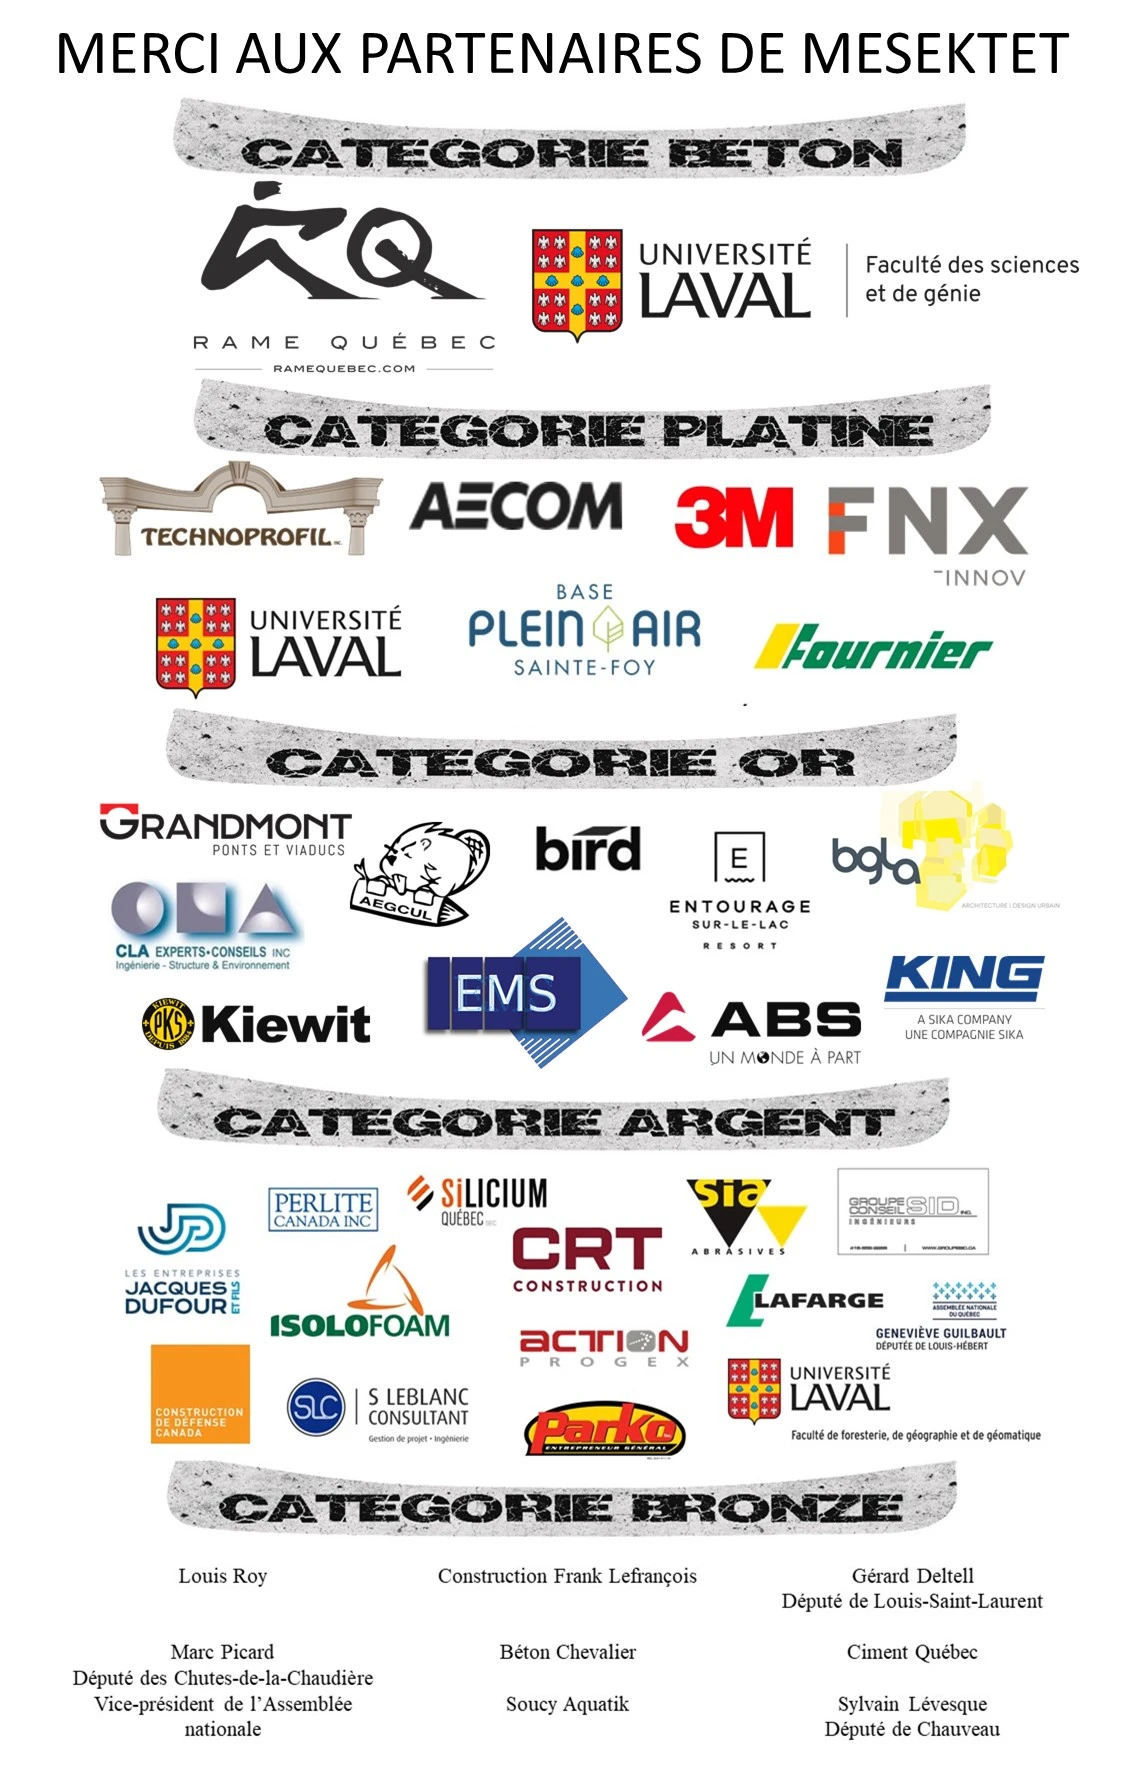 MERCI AUX PARTENAIRES DE MESEKTET
CATEGORIE BETON
RAME QUÉBEC
RAMEQUEBEC.COM
UNIVERSITÉ
LAVAL
Faculté des sciences
et de génie
CATEGORIE PLATINE
TECHNOPROFIL
AECOM
3M
FNX
-INNOV
UNIVERSITÉ
LAVAL
BASE
PLEIN AIR
SAINTE-FOY
Fournier
CATEGORIE OR
GRANDMONT
PONTS ET VIADUCS
AEGCUL
bird
E
ENTOURAGE
SUR-LE-LAC
RESORT
bgla
ARCHITECTURE | DESIGN URBAIN
CLA
CLA EXPERTS•CONSEILS INC
Ingénierie - Structure & Environnement
KIEWIT
PKS
DEPUIS 1884
Kiewit
EMS
ABS
UN MONDE À PART
KING
A SIKA COMPANY
UNE COMPAGNIE SIKA
CATEGORIE ARGENT
JD
LES ENTREPRISES
JACQUES
DUFOUR
ET FILS
PERLITE
CANADA INC
SiLICIUM
QUÉBEC
CRT
CONSTRUCTION
sia
ABRASIVES
GROUPE
CONSEIL SID INC.
INGÉNIEURS
WWW.GROUPESID.CA
ISOLOFOAM
ACTION
PROGEX
LAFARGE
ASSEMBLÉE NATIONALE
DU QUÉBEC
GENEVIÈVE GUILBAULT
DÉPUTÉE DE LOUIS-HÉBERT
CONSTRUCTION
DE DÉFENSE
CANADA
SLC
S LEBLANC
CONSULTANT
Gestion de projet • Ingénierie
Parko
ENTREPRENEUR GÉNÉRAL
UNIVERSITÉ
LAVAL
Faculté de foresterie, de géographie et de géomatique
CATEGORIE BRONZE
Louis Roy
Construction Frank Lefrançois
Gérard Deltell
Député de Louis-Saint-Laurent
Marc Picard
Député des Chutes-de-la-Chaudière
Vice-président de l'Assemblée
nationale
Béton Chevalier
Soucy Aquatik
Ciment Québec
Sylvain Lévesque
Député de Chauveau